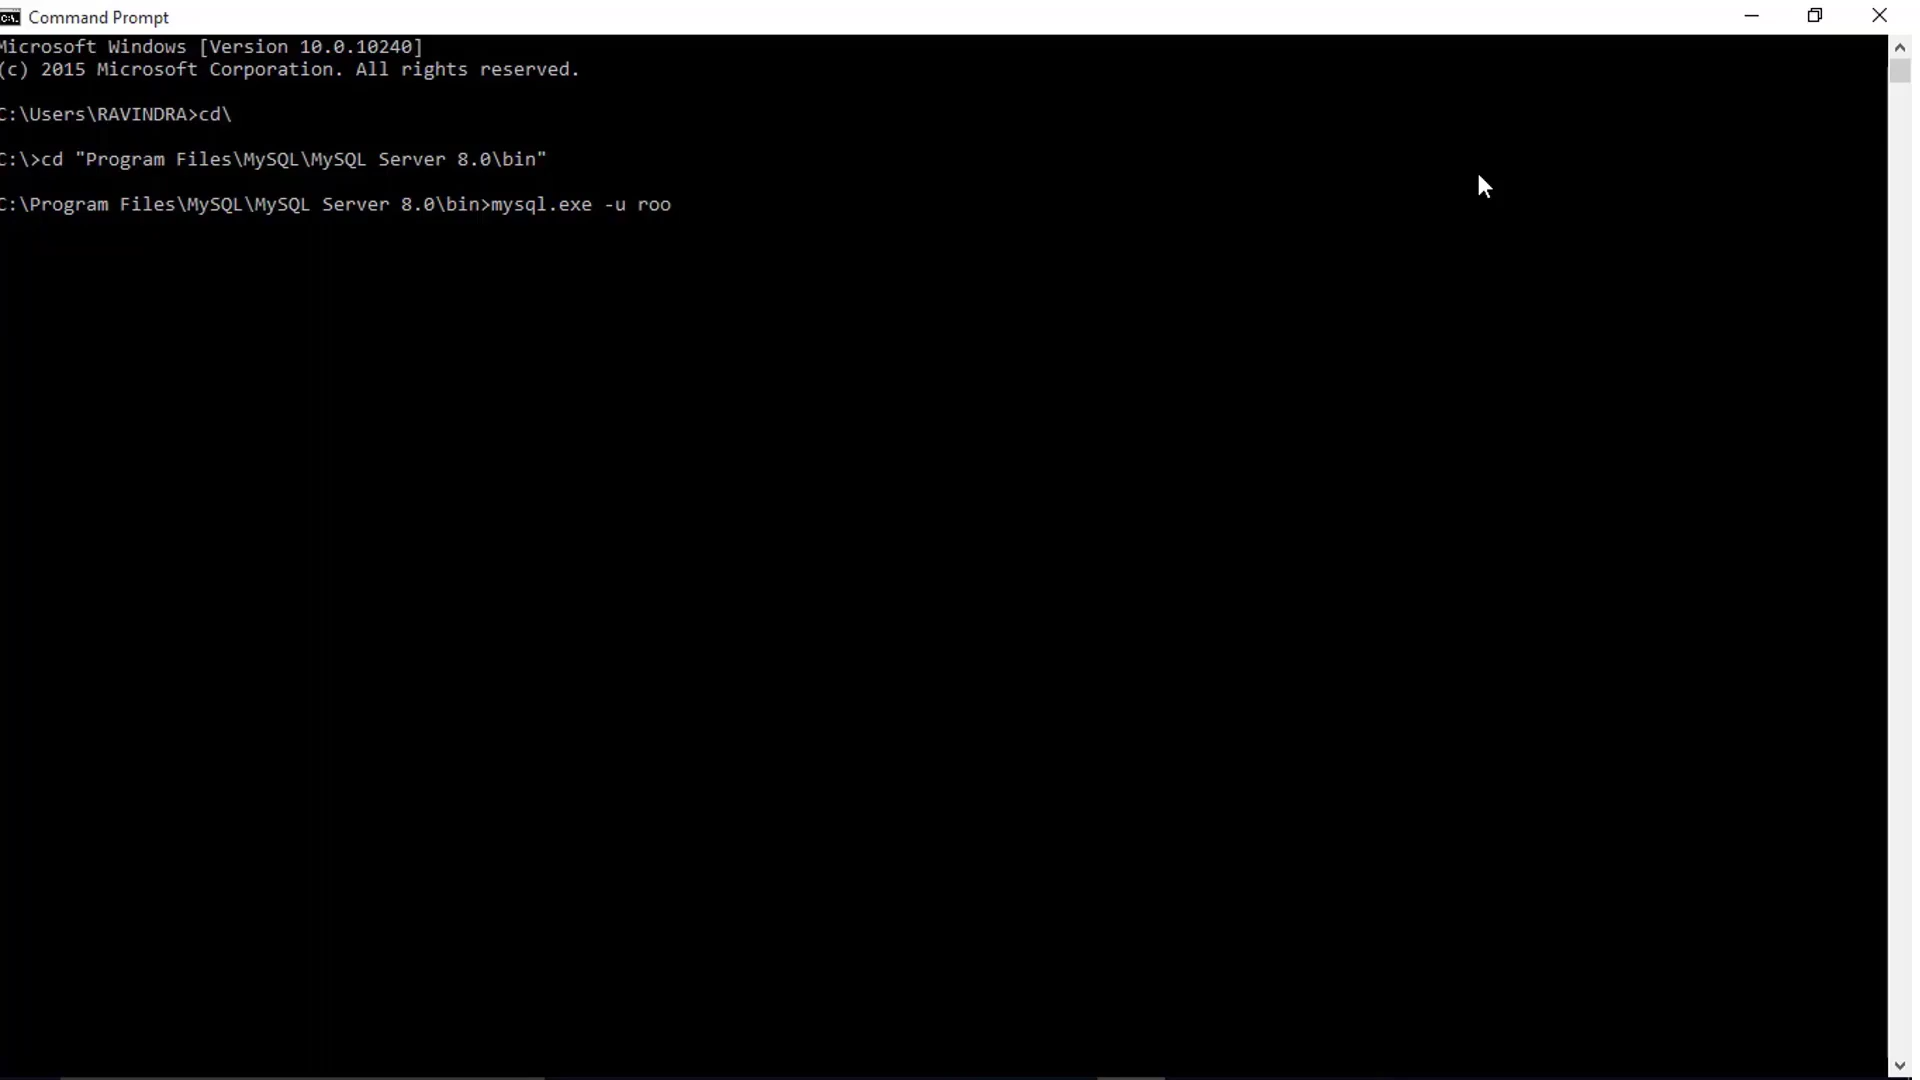 Command Prompt
Microsoft Windows [Version 10.0.10240]
(c) 2015 Microsoft Corporation. All rights reserved.
C:\Users\RAVINDRA>cd\
C:\>cd "Program Files\MySQL\MySQL Server 8.0\bin"
C:\Program Files\MySQL\MySQL Server 8.0\bin>mysql.exe -u roo